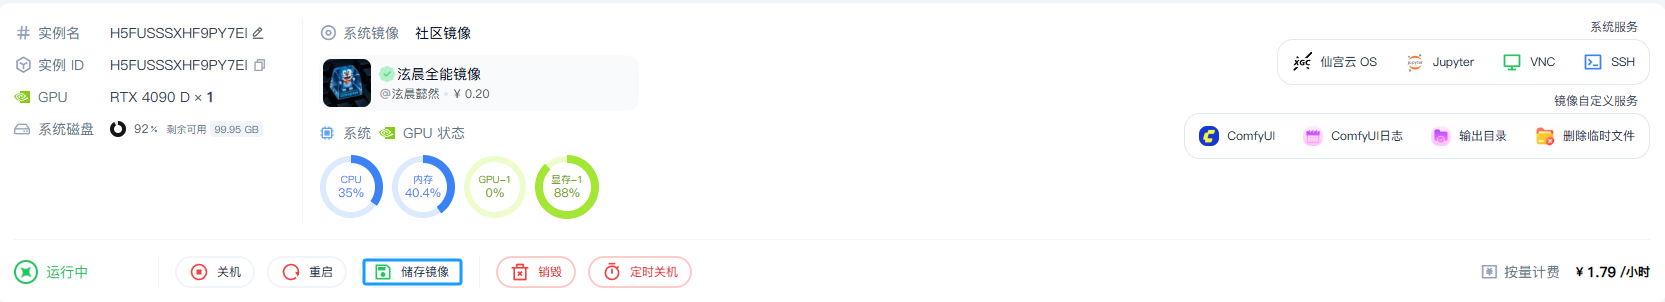 实例名 H5FUSSSXHF9PY7EI
实例 ID H5FUSSSXHF9PY7EI
GPU RTX 4090 D × 1
系统磁盘 92% 剩余可用 99.95 GB
系统镜像 社区镜像
泫晨全能镜像
@泫晨懿然 ¥ 0.20
系统 GPU 状态
CPU
35%
内存
40.4%
GPU-1
0%
显存-1
88%
系统服务
XGC 仙宫云 OS Jupyter VNC SSH
镜像自定义服务
ComfyUI ComfyUI日志 输出目录 删除临时文件
运行中 关机 重启 储存镜像 销毁 定时关机 按量计费 ¥ 1.79 /小时